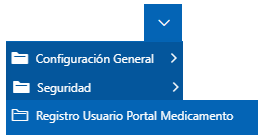 Configuración General
Seguridad
Registro Usuario Portal Medicamento